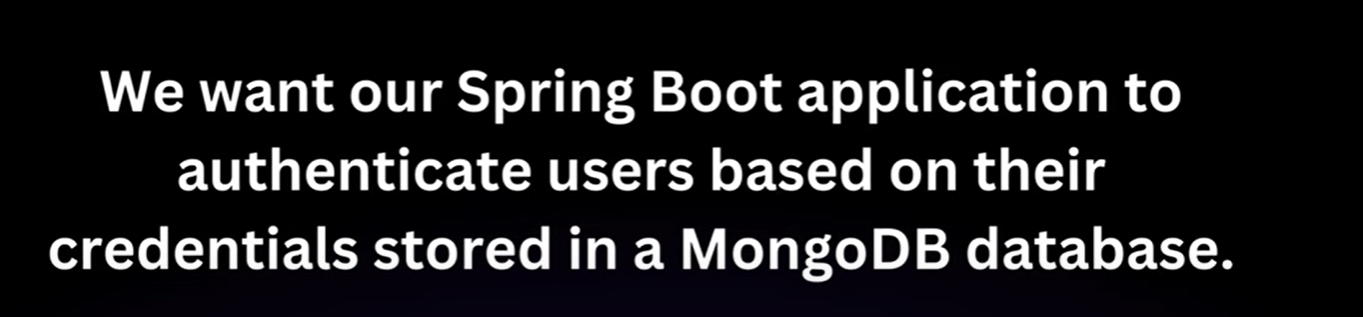 We want our Spring Boot application to
authenticate users based on their
credentials stored in a MongoDB database.